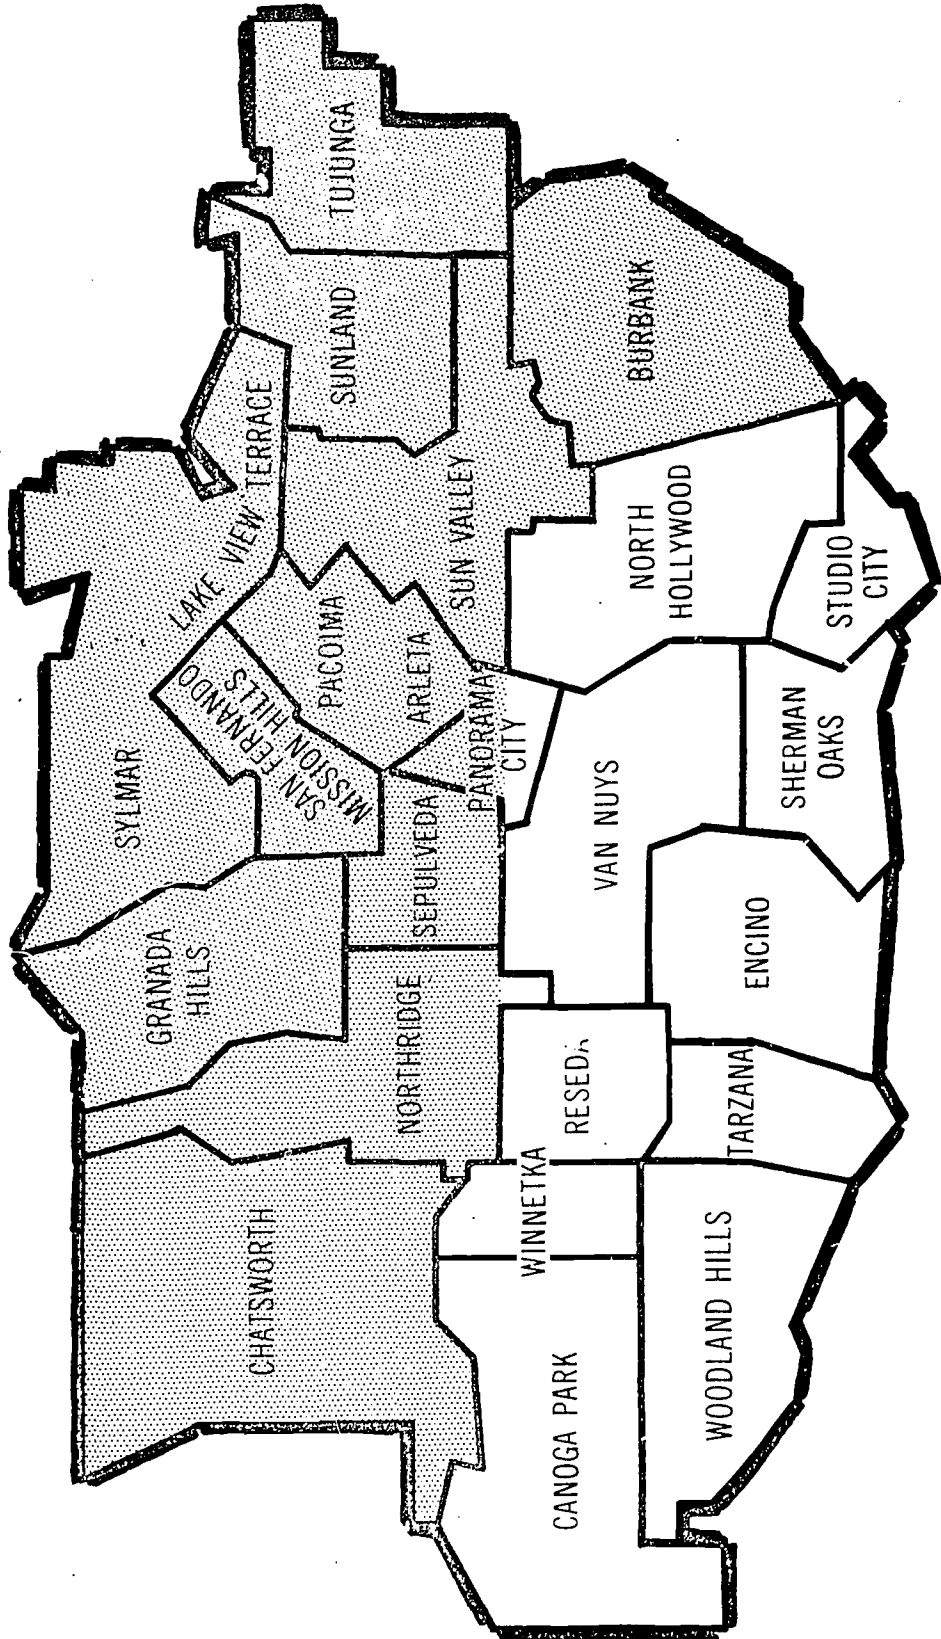 TUJUNGA
SUNLAND
LAKE VIEW TERRACE
BURBANK
SUN VALLEY
NORTH
HOLLYWOOD
STUDIO
CITY
PACOIMA
ARLETA
SYLMAR
SAN FERNANDO
MISSION HILLS
PANORAMA
CITY
SHERMAN
OAKS
VAN NUYS
SEPULVEDA
GRANADA
HILLS
ENCINO
NORTHRIDGE
RESEDA
TARZANA
WINNETKA
CHATSWORTH
WOODLAND HILLS
CANOGA PARK